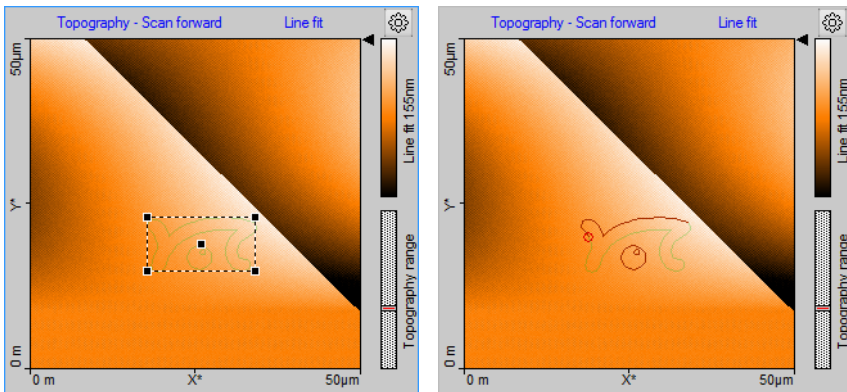 Topography - Scan forward Line fit
50µm
Y*
0 m
0 m X* 50µm
Line fit 155nm
Topography range
Topography - Scan forward Line fit
50µm
Y*
0 m
0 m X* 50µm
Line fit 155nm
Topography range